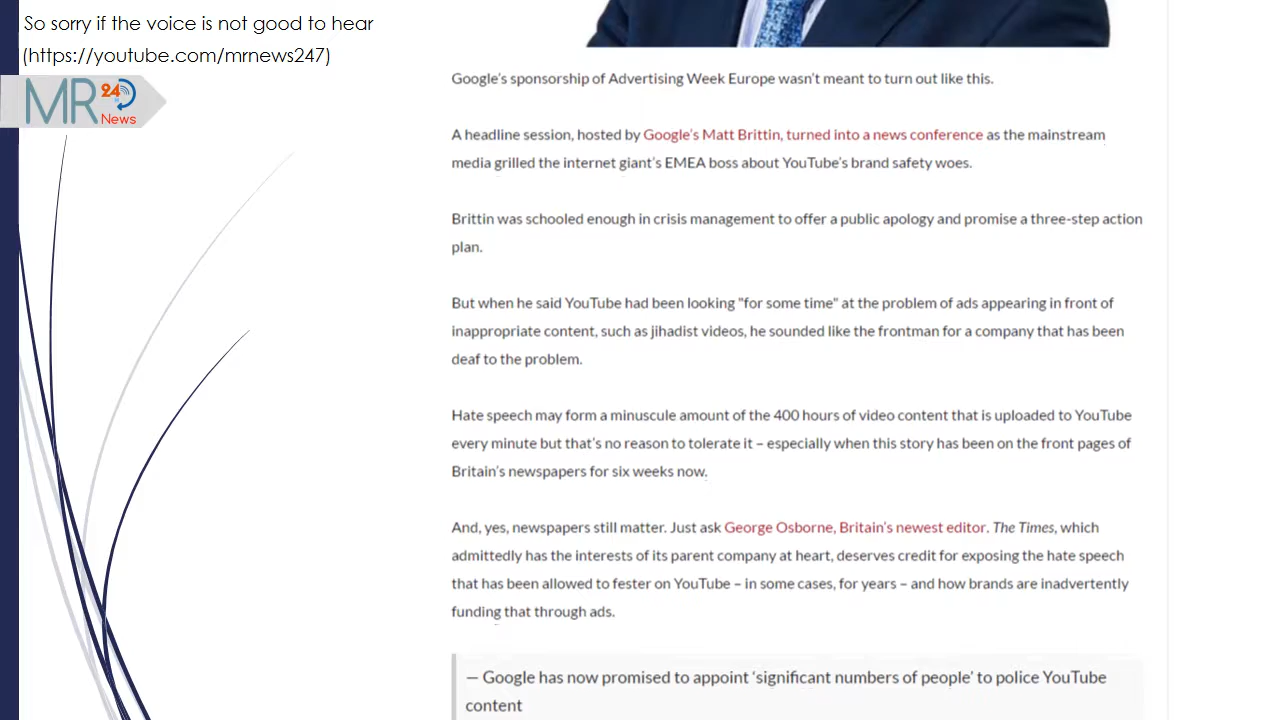 So sorry if the voice is not good to hear
(https://youtube.com/mrnews247)
MR 24 News
Google's sponsorship of Advertising Week Europe wasn't meant to turn out like this.
A headline session, hosted by Google's Matt Brittin, turned into a news conference as the mainstream
media grilled the internet giant's EMEA boss about YouTube's brand safety woes.
Brittin was schooled enough in crisis management to offer a public apology and promise a three-step action
plan.
But when he said YouTube had been looking "for some time" at the problem of ads appearing in front of
inappropriate content, such as jihadist videos, he sounded like the frontman for a company that has been
deaf to the problem.
Hate speech may form a minuscule amount of the 400 hours of video content that is uploaded to YouTube
every minute but that's no reason to tolerate it – especially when this story has been on the front pages of
Britain's newspapers for six weeks now.
And, yes, newspapers still matter. Just ask George Osborne, Britain's newest editor. The Times, which
admittedly has the interests of its parent company at heart, deserves credit for exposing the hate speech
that has been allowed to fester on YouTube – in some cases, for years – and how brands are inadvertently
funding that through ads.
— Google has now promised to appoint 'significant numbers of people' to police YouTube
content